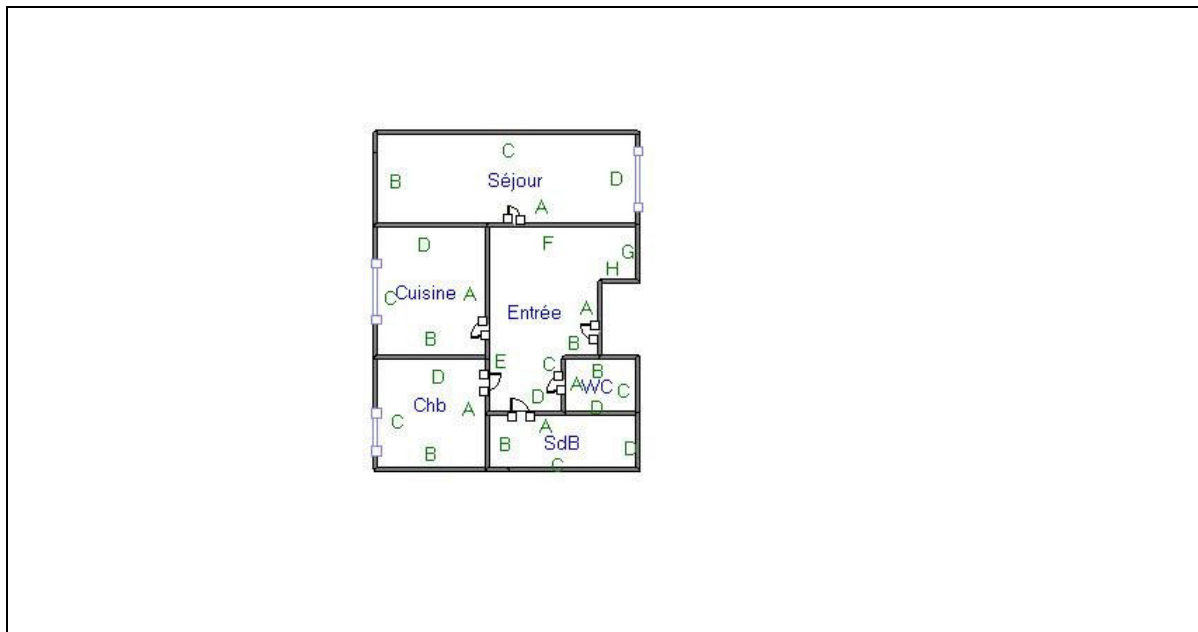 C
B Séjour D
A
D F
G
H
C Cuisine A
Entrée A
B B
E C B
D
Chb A WC C
C A D D
A
B SdB D
B C